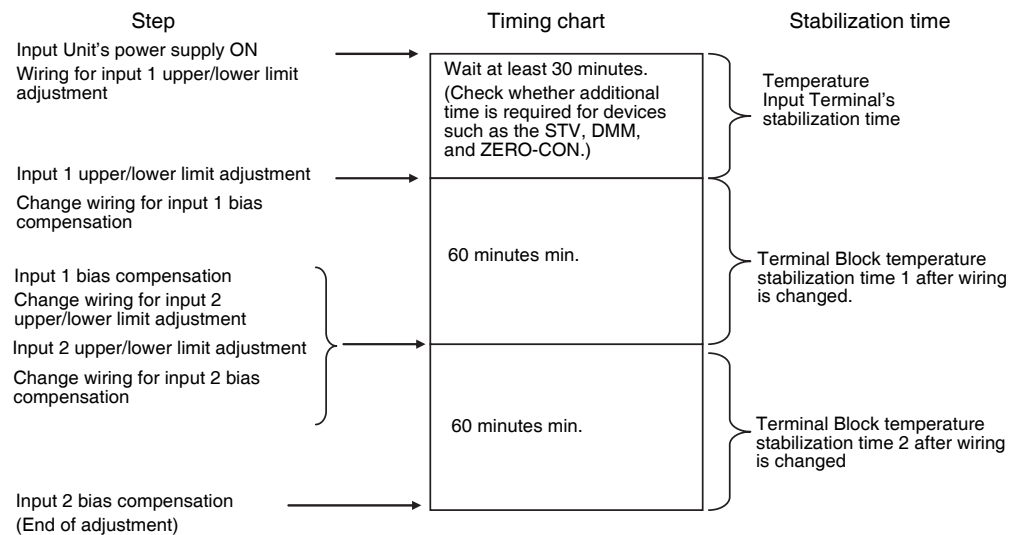 Step
Timing chart
Stabilization time
Input Unit's power supply ON
Wiring for input 1 upper/lower limit
adjustment
Wait at least 30 minutes.
(Check whether additional
time is required for devices
such as the STV, DMM,
and ZERO-CON.)
Temperature
Input Terminal's
stabilization time
Input 1 upper/lower limit adjustment
Change wiring for input 1 bias
compensation
60 minutes min.
Terminal Block temperature
stabilization time 1 after wiring
is changed.
Input 1 bias compensation
Change wiring for input 2
upper/lower limit adjustment
Input 2 upper/lower limit adjustment
Change wiring for input 2 bias
compensation
60 minutes min.
Terminal Block temperature
stabilization time 2 after wiring
is changed
Input 2 bias compensation
(End of adjustment)